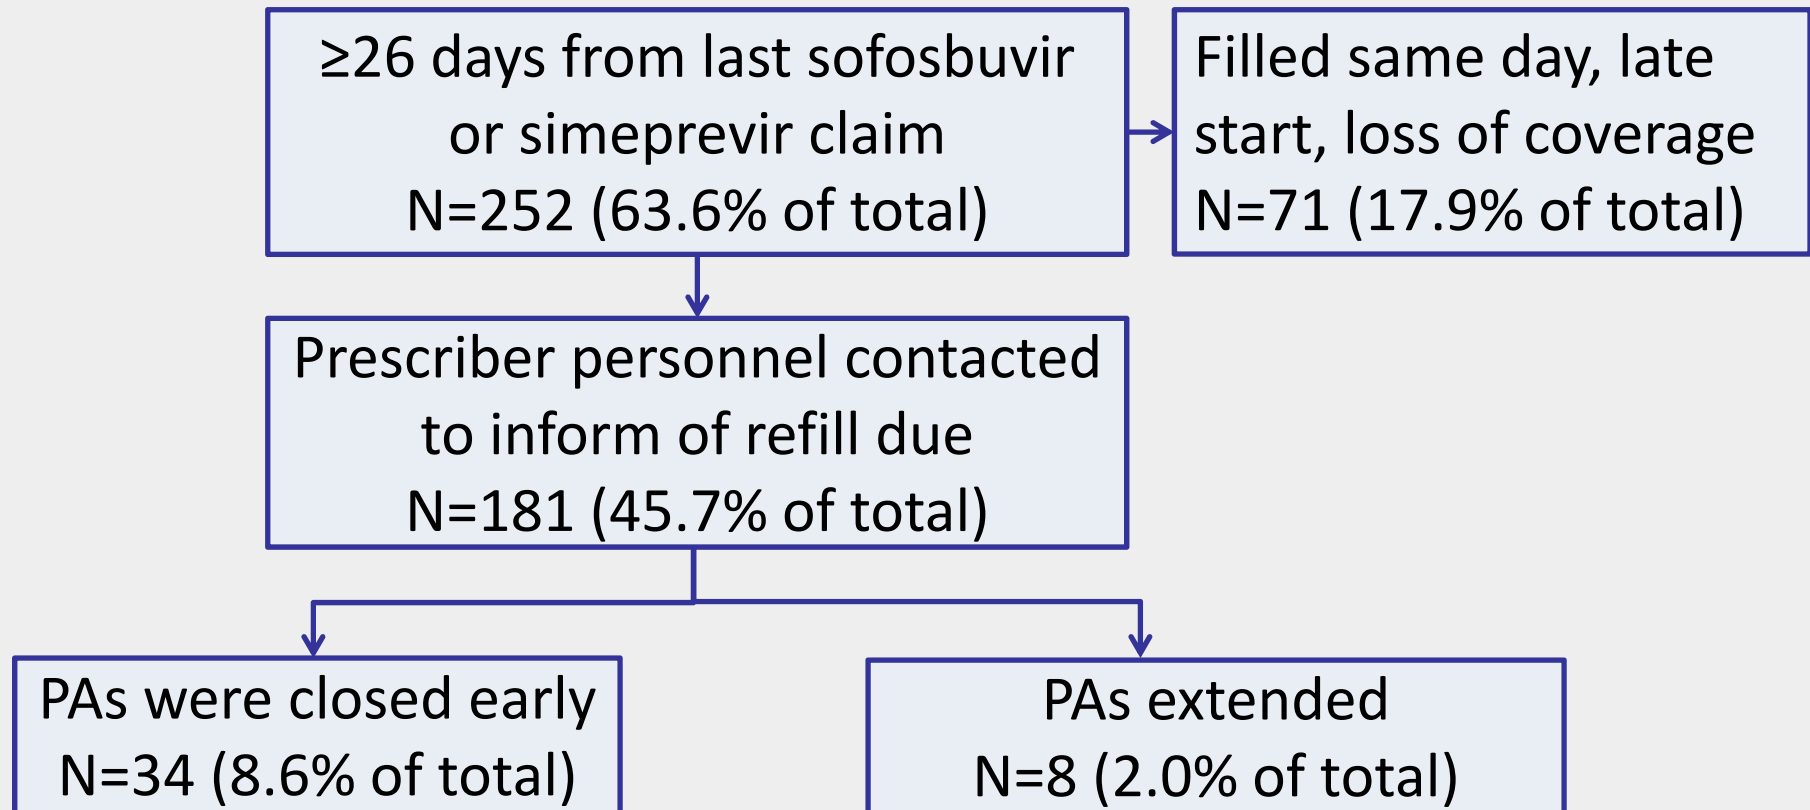 ≥26 days from last sofosbuvir
or simeprevir claim
N=252 (63.6% of total)
Filled same day, late
start, loss of coverage
N=71 (17.9% of total)
Prescriber personnel contacted
to inform of refill due
N=181 (45.7% of total)
PAs were closed early
N=34 (8.6% of total)
PAs extended
N=8 (2.0% of total)